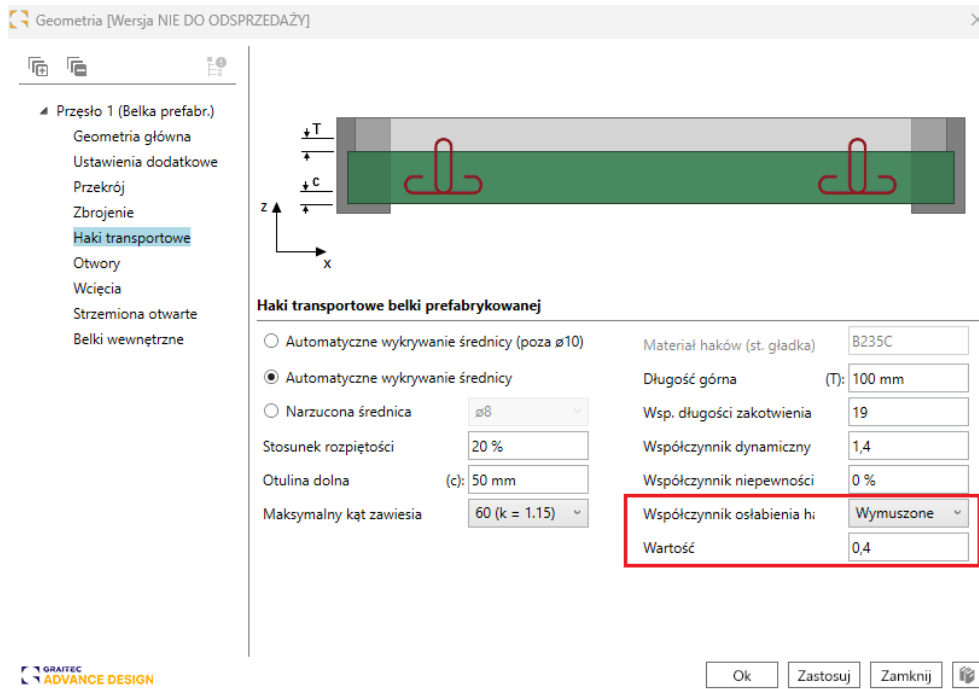 Geometria [Wersja NIE DO ODSPRZEDAŻY]
Przęsło 1 (Belka prefabr.)
Geometria główna
Ustawienia dodatkowe
Przekrój
Zbrojenie
Haki transportowe
Otwory
Wcięcia
Strzemiona otwarte
Belki wewnętrzne
T
c
z
x
Haki transportowe belki prefabrykowanej
Automatyczne wykrywanie średnicy (poza ø10)
Automatyczne wykrywanie średnicy
Narzucona średnica ø8
Stosunek rozpiętości 20 %
Otulina dolna (c): 50 mm
Maksymalny kąt zawiesia 60 (k = 1.15)
Materiał haków (st. gładka) B235C
Długość górna (T): 100 mm
Wsp. długości zakotwienia 19
Współczynnik dynamiczny 1,4
Współczynnik niepewności 0 %
Współczynnik osłabienia ha Wymuszone
Wartość 0,4
GRAITEC
ADVANCE DESIGN
Ok Zastosuj Zamknij